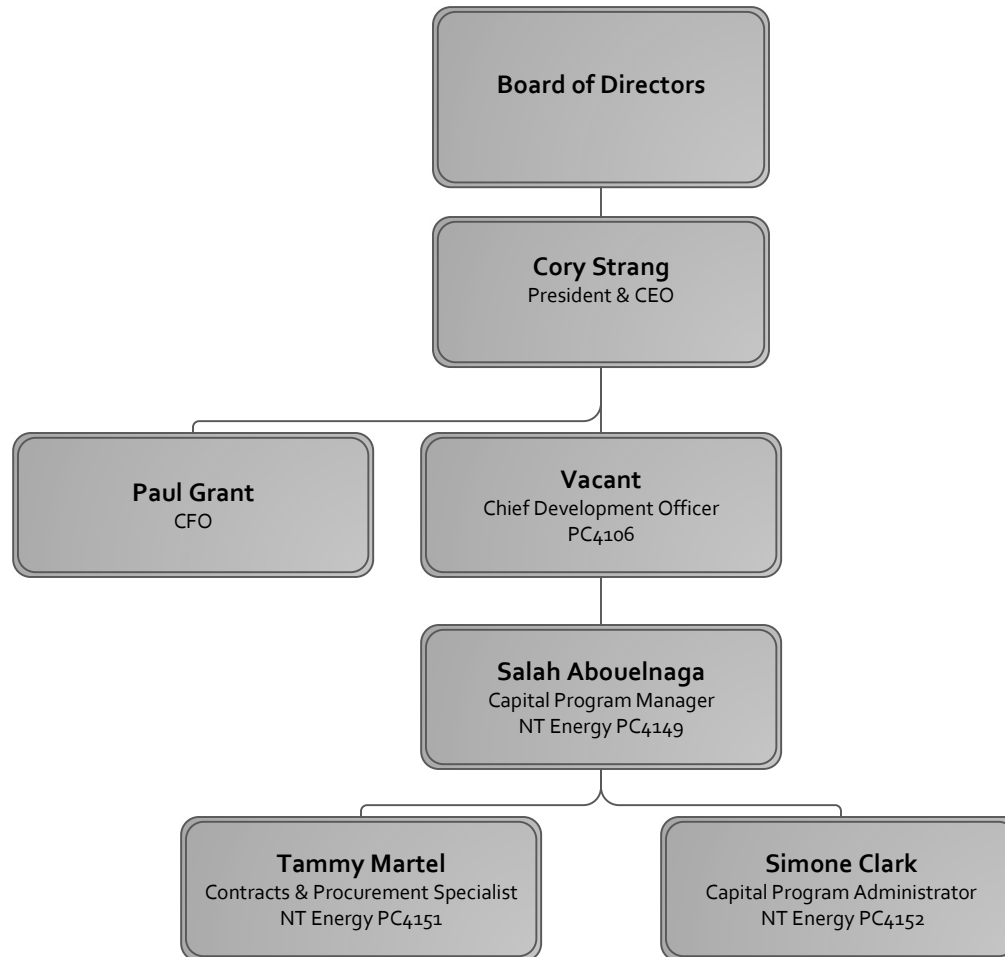 Board of Directors
Cory Strang
President & CEO
Paul Grant
CFO
Vacant
Chief Development Officer
PC4106
Salah Abouelnaga
Capital Program Manager
NT Energy PC4149
Tammy Martel
Contracts & Procurement Specialist
NT Energy PC4151
Simone Clark
Capital Program Administrator
NT Energy PC4152